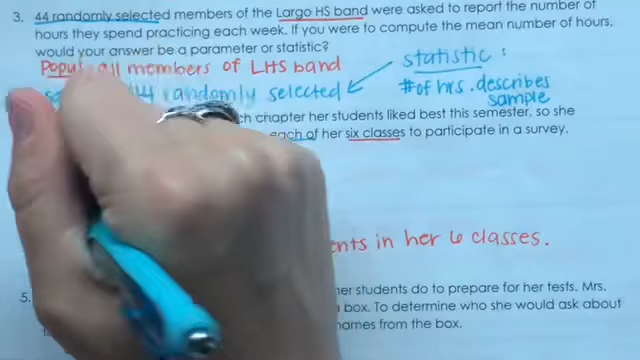 3. 44 randomly selected members of the Largo HS band were asked to report the number of
hours they spend practicing each week. If you were to compute the mean number of hours,
would your answer be a parameter or statistic?
statistic:
all members of LHS band
44 randomly selected
# of hrs. describes
sample
chapter her students liked best this semester, so she
each of her six classes to participate in a survey.
in her 6 classes.
5.
her students do to prepare for her tests. Mrs.
box. To determine who she would ask about
names from the box.